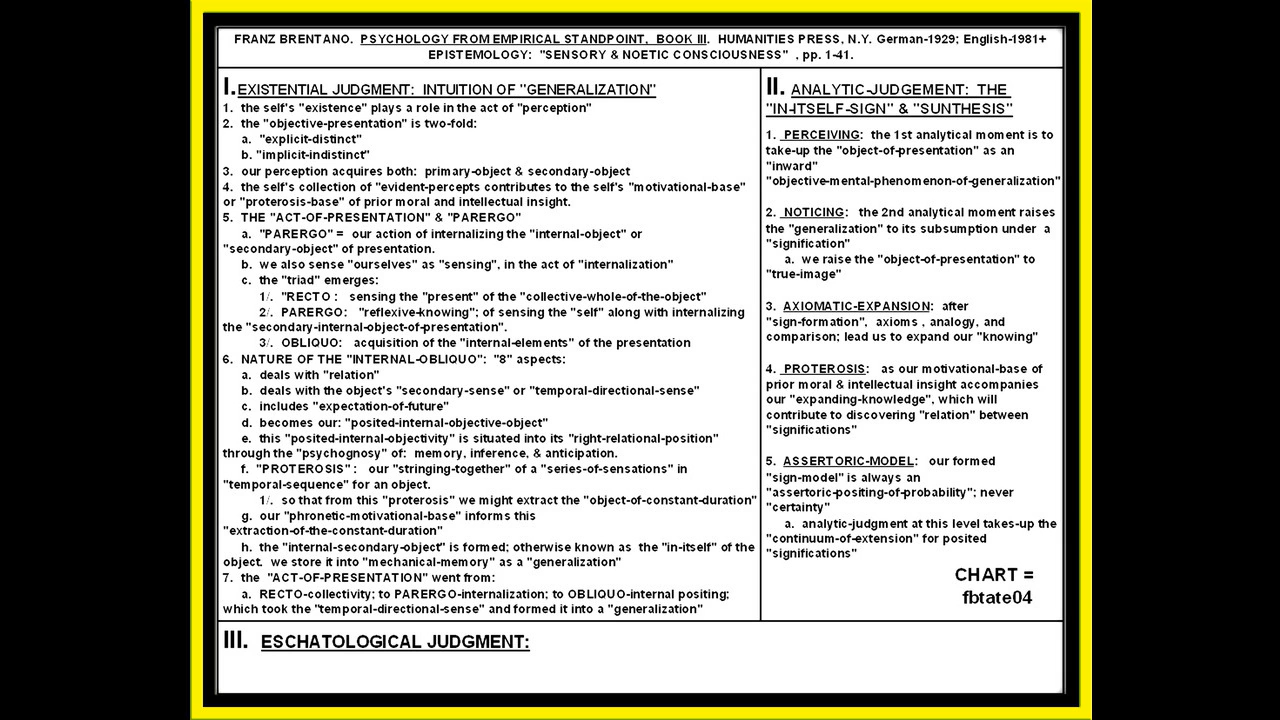 FRANZ BRENTANO. PSYCHOLOGY FROM EMPIRICAL STANDPOINT, BOOK III. HUMANITIES PRESS, N.Y. German-1929; English-1981+
EPISTEMOLOGY: "SENSORY & NOETIC CONSCIOUSNESS" , pp. 1-41.
I. EXISTENTIAL JUDGMENT: INTUITION OF "GENERALIZATION"
1. the self's "existence" plays a role in the act of "perception"
2. the "objective-presentation" is two-fold:
a. "explicit-distinct"
b. "implicit-indistinct"
3. our perception acquires both: primary-object & secondary-object
4. the self's collection of "evident-percepts contributes to the self's "motivational-base"
or "proterosis-base" of prior moral and intellectual insight.
5. THE "ACT-OF-PRESENTATION" & "PARERGO"
a. "PARERGO" = our action of internalizing the "internal-object" or
"secondary-object" of presentation.
b. we also sense "ourselves" as "sensing", in the act of "internalization"
c. the "triad" emerges:
1/. "RECTO : sensing the "present" of the "collective-whole-of-the-object"
2/. PARERGO: "reflexive-knowing"; of sensing the "self" along with internalizing
the "secondary-internal-object-of-presentation".
3/. OBLIQUO: acquisition of the "internal-elements" of the presentation
6. NATURE OF THE "INTERNAL-OBLIQUO": "8" aspects:
a. deals with "relation"
b. deals with the object's "secondary-sense" or "temporal-directional-sense"
c. includes "expectation-of-future"
d. becomes our: "posited-internal-objective-object"
e. this "posited-internal-objectivity" is situated into its "right-relational-position"
through the "psychognosy" of: memory, inference, & anticipation.
f. "PROTEROSIS" : our "stringing-together" of a "series-of-sensations" in
"temporal-sequence" for an object.
1/. so that from this "proterosis" we might extract the "object-of-constant-duration"
g. our "phronetic-motivational-base" informs this
"extraction-of-the-constant-duration"
h. the "internal-secondary-object" is formed; otherwise known as the "in-itself" of the
object. we store it into "mechanical-memory" as a "generalization"
7. the "ACT-OF-PRESENTATION" went from:
a. RECTO-collectivity; to PARERGO-internalization; to OBLIQUO-internal positing;
which took the "temporal-directional-sense" and formed it into a "generalization"
II. ANALYTIC-JUDGEMENT: THE
"IN-ITSELF-SIGN" & "SUNTHESIS"
1. PERCEIVING: the 1st analytical moment is to
take-up the "object-of-presentation" as an
"inward"
"objective-mental-phenomenon-of-generalization"
2. NOTICING: the 2nd analytical moment raises
the "generalization" to its subsumption under a
"signification"
a. we raise the "object-of-presentation" to
"true-image"
3. AXIOMATIC-EXPANSION: after
"sign-formation", axioms , analogy, and
comparison; lead us to expand our "knowing"
4. PROTEROSIS: as our motivational-base of
prior moral & intellectual insight accompanies
our "expanding-knowledge", which will
contribute to discovering "relation" between
"significations"
5. ASSERTORIC-MODEL: our formed
"sign-model" is always an
"assertoric-positing-of-probability"; never
"certainty"
a. analytic-judgment at this level takes-up the
"continuum-of-extension" for posited
"significations"
CHART =
fbtate04
III. ESCHATOLOGICAL JUDGMENT: